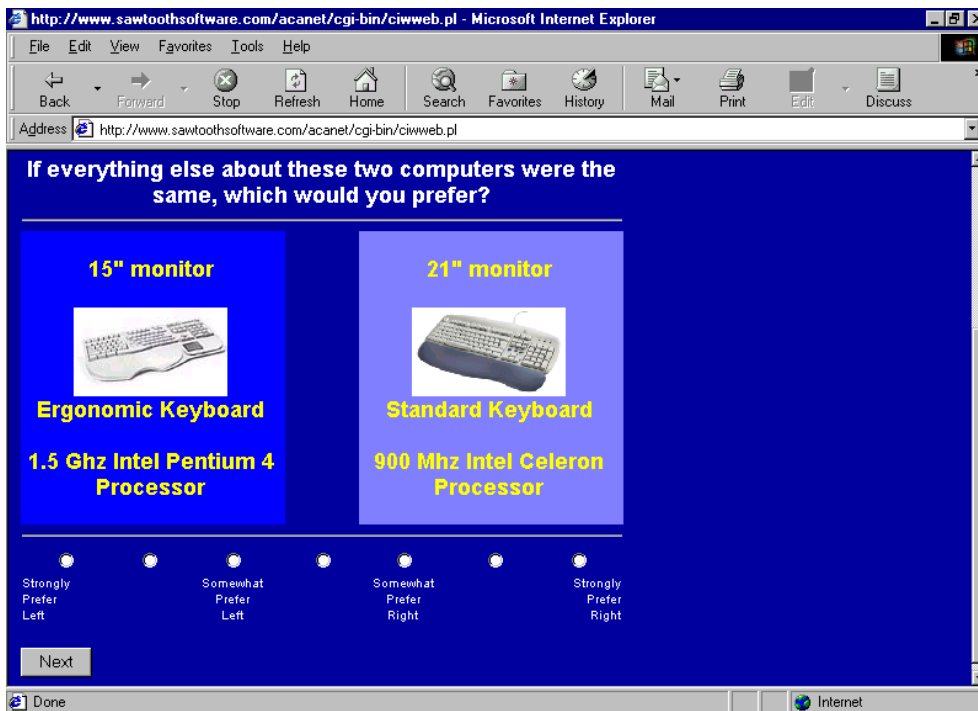 http://www.sawtoothsoftware.com/acanet/cgi-bin/ciwweb.pl - Microsoft Internet Explorer
File Edit View Favorites Tools Help
Back Forward Stop Refresh Home Search Favorites History Mail Print Edit Discuss
Address http://www.sawtoothsoftware.com/acanet/cgi-bin/ciwweb.pl
If everything else about these two computers were the
same, which would you prefer?
15" monitor
Ergonomic Keyboard
1.5 Ghz Intel Pentium 4
Processor
21" monitor
Standard Keyboard
900 Mhz Intel Celeron
Processor
Strongly
Prefer
Left
Somewhat
Prefer
Left
Somewhat
Prefer
Right
Strongly
Prefer
Right
Next
Done
Internet